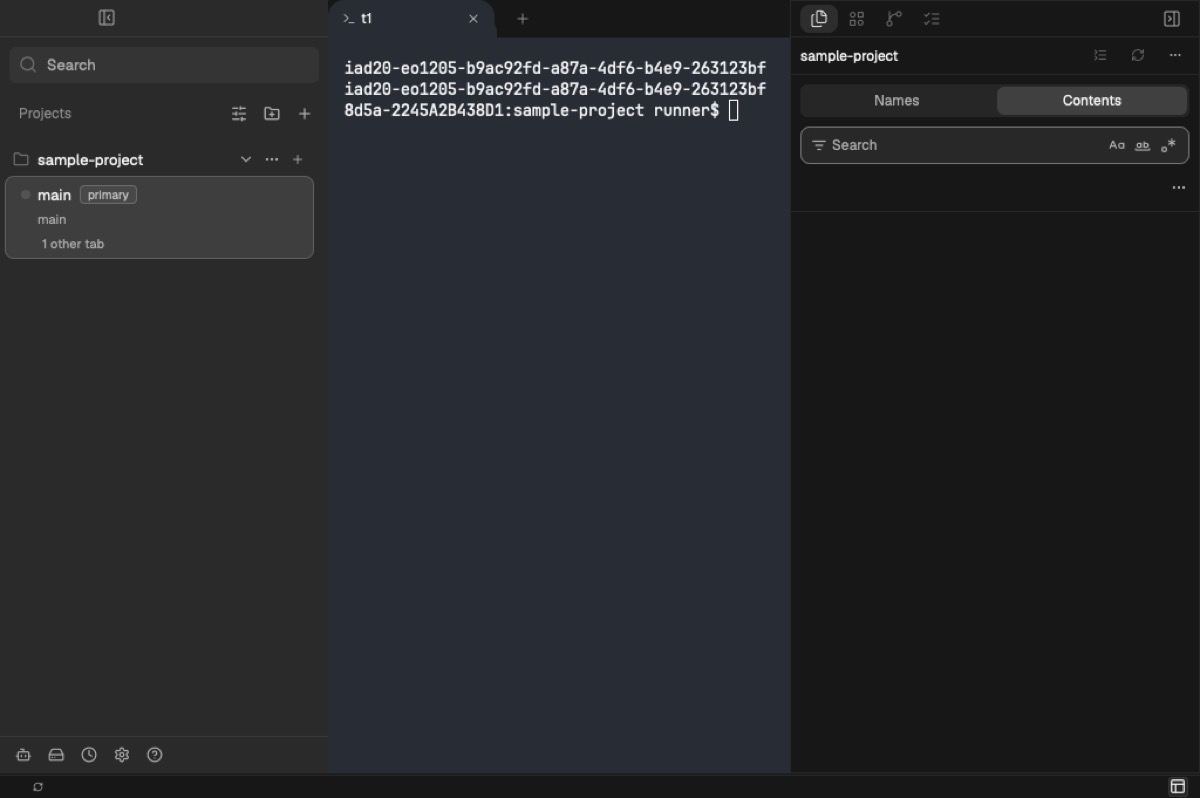 >_ t1
Search
Projects
sample-project
main primary
main
1 other tab
iad20-eo1205-b9ac92fd-a87a-4df6-b4e9-263123bf
iad20-eo1205-b9ac92fd-a87a-4df6-b4e9-263123bf
8d5a-2245A2B438D1:sample-project runner$
sample-project
Names Contents
Search Aa ab .*